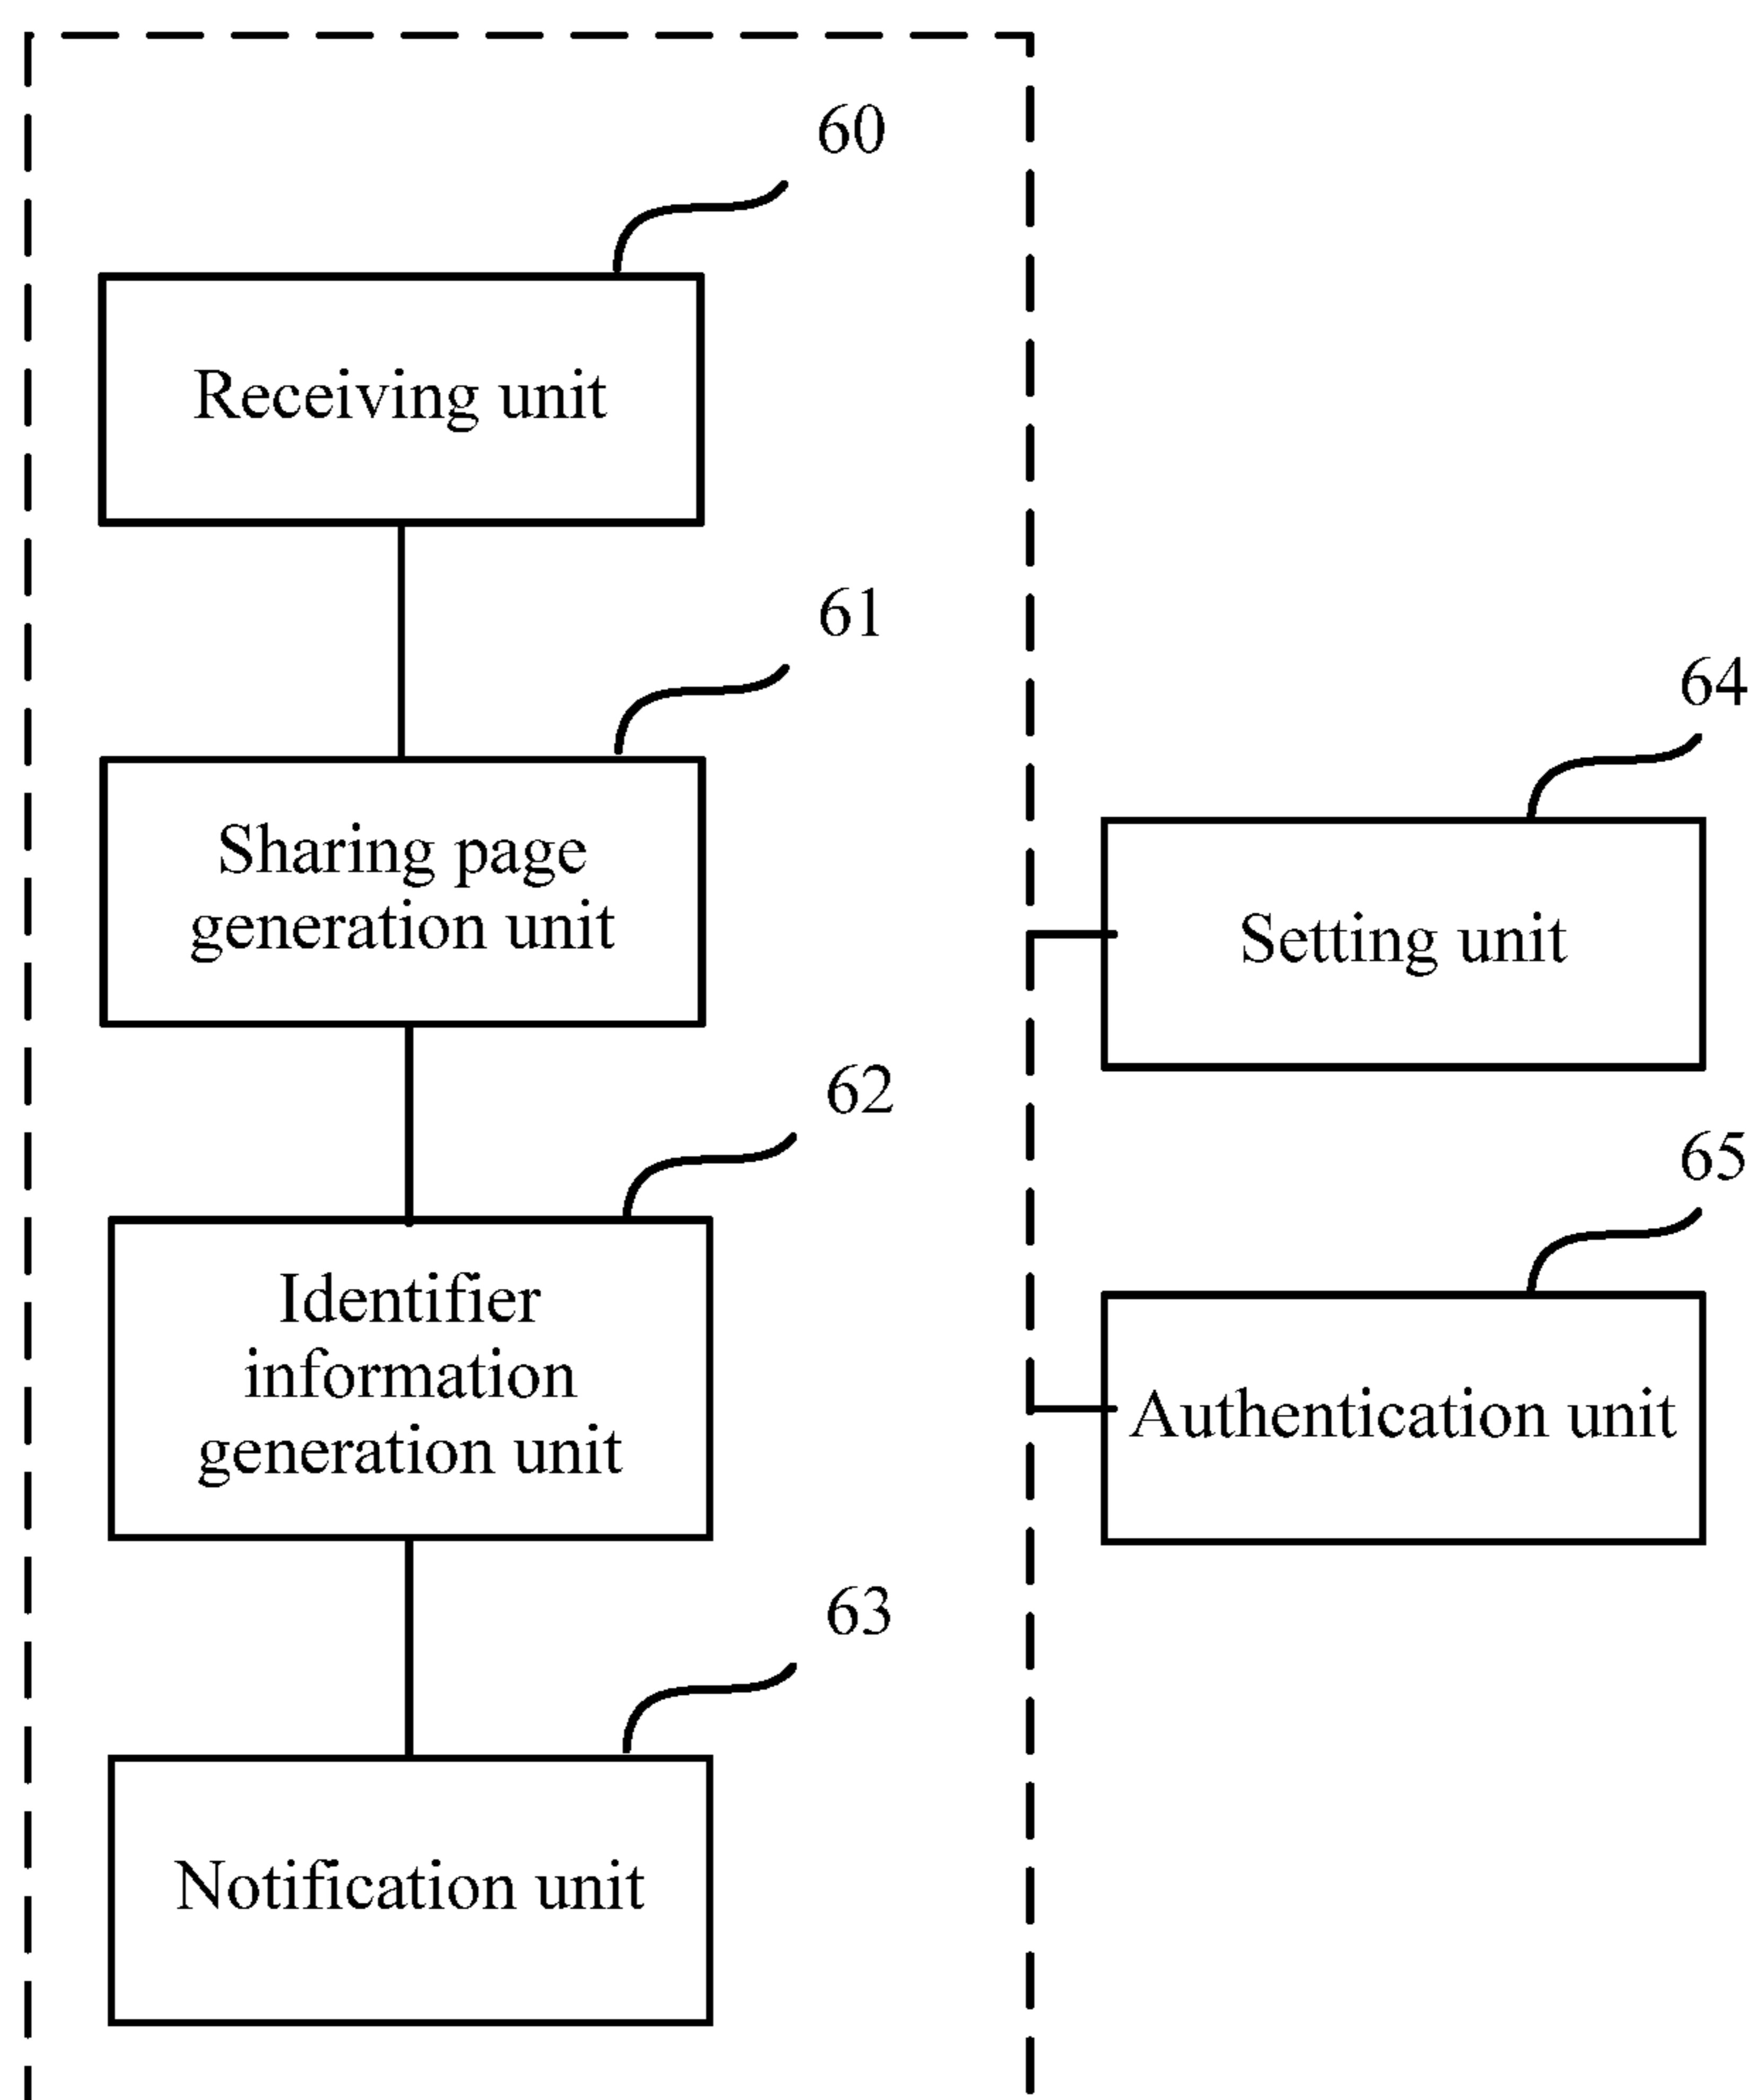 60
Receiving unit
61
Sharing page
generation unit
62
Identifier
information
generation unit
63
Notification unit
64
Setting unit
65
Authentication unit